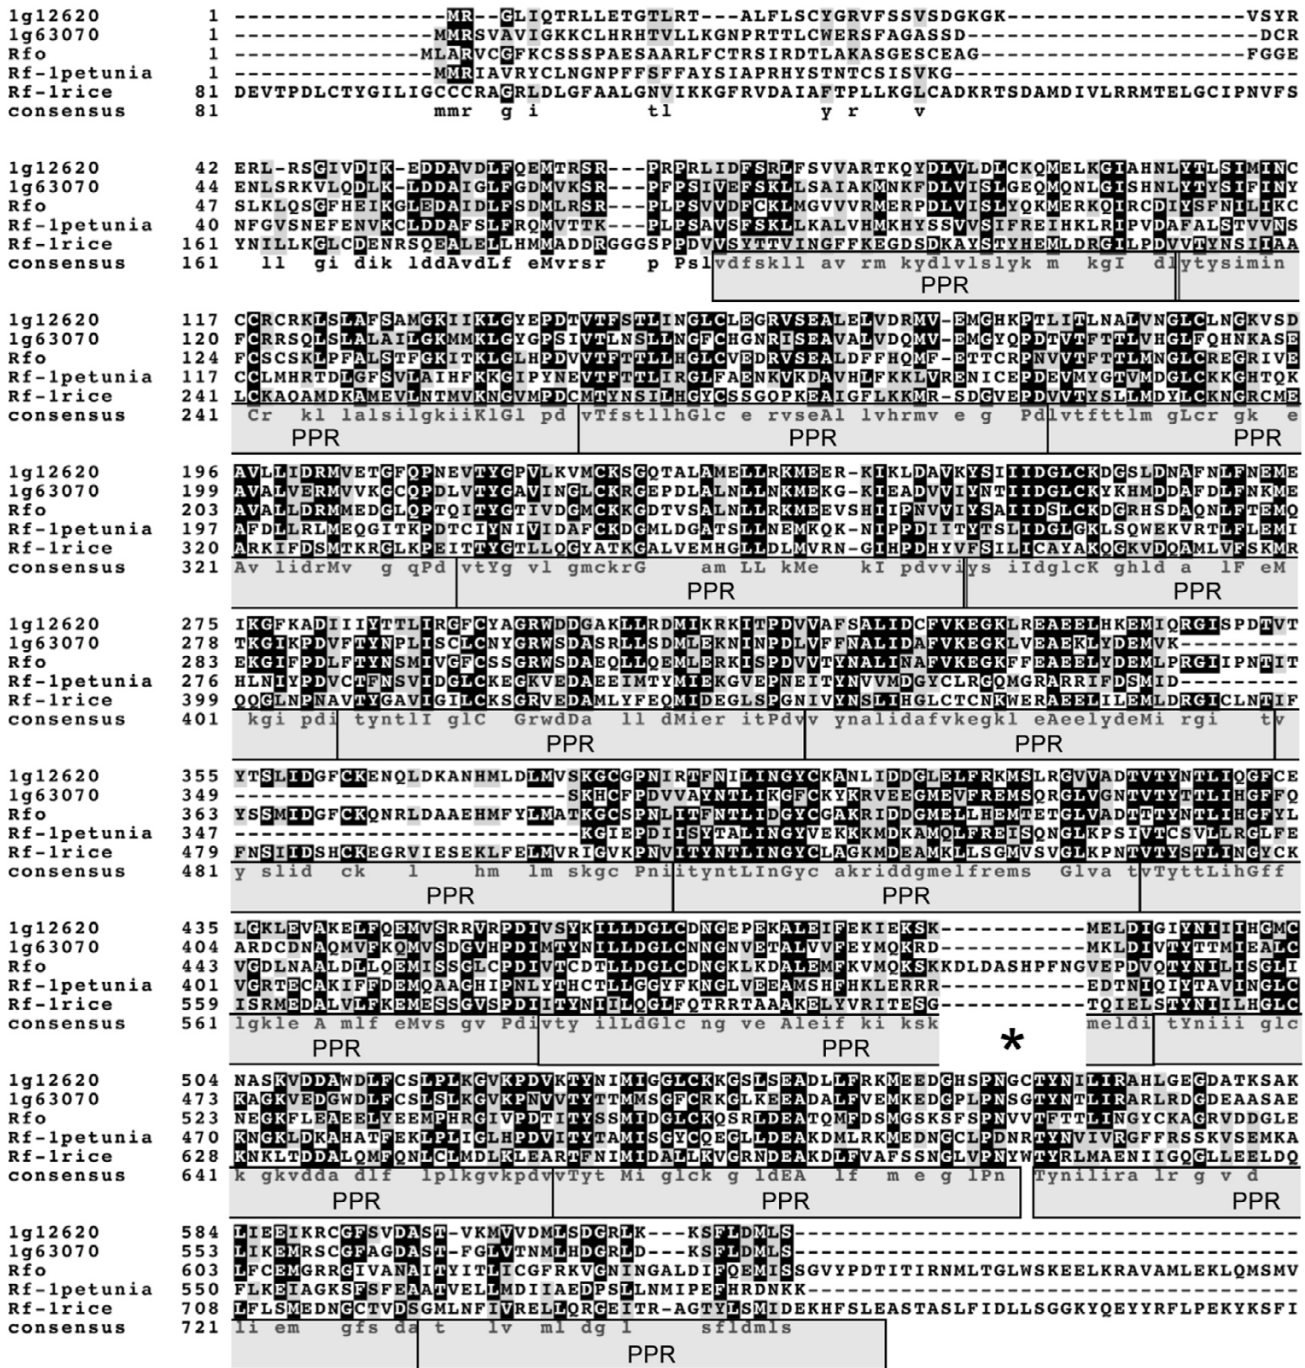 1g12620 1 ----------------MR--GLIQTRLLETGTLRT---ALFLSCYGRVFSSVSDGKGK------------------VSYR
1g63070 1 ---------------MMRSVAVIGKKCLHRHTVLLKGNPRTTLCWERSFAGASSD----------------------DCR
Rfo 1 --------------MLARVCGFKCSSSPAESAARLFCTRSIRDTLAKASGESCEAG--------------------FGGE
Rf-1petunia 1 ---------------MMRIAVRYCLNGNPFFSFFAYSIAPRHYSTNTCSISVKG--------------------------
Rf-1rice 81 DEVTPDLCTYGILIGCCCRAGRLDLGFAALGNVIKKGFRVDAIAFTPLLKGLCADKRTSDAMDIVLRRMTELGCIPNVFS
consensus 81 mmr g i tl y r v
1g12620 42 ERL-RSGIVDIK-EDDAVDLFQEMTRSR---PRPRLIDFSRLFSVVARTKQYDLVLDLCKQMELKGIAHNLYTLSIMINC
1g63070 44 ENLSRKVLQDLK-LDDAIGLFGDMVKSR---PFPSIVEFSKLLSAIAKMNKFDLVISLGEQMQNLGISHNLYTYSIFINY
Rfo 47 SLKLQSGFHEIKGLEDAIDLFSDMLRSR---PLPSVVDFCKLMGVVVRMERPDLVISLYQKMERKQIRCDIYSFNILIKC
Rf-1petunia 40 NFGVSNEFENVKCLDDAVSLFRQMVTTK---PLPSAVSFSKLLKALVHMKHYSSVVSIFREIHKLRIPVDAFALSTVVNS
Rf-1rice 161 YNILLKGLCDENRSQEALELLHMMADDRGGGSPPDVVSYTTVINGFFKEGDSDKAYSTYHEMLDRGILPDVVTYNSIIAA
consensus 161 ll gi dik lddAvdLf eMvrsr p Pslvdfskll av rm kydlvlslyk m kgI dlytysimin
PPR
1g12620 117 CCRCRKLSLAFSAMGKIIKLGYEPDTVTFSTLINGLCLEGRVSEALELVDRMV-EMGHKPTLITLNALVNGLCLNGKVSD
1g63070 120 FCRRSQLSLALAILGKMMKLGYGPSIVTLNSLLNGFCHGNRISEAVALVDQMV-EMGYQPDTVTFTTLVHGLFQHNKASE
Rfo 124 FCSCSKLPFALSTFGKITKLGLHPDVVTFTTLLHGLCVEDRVSEALDFFHQMF-ETTCRPNVVTFTTLMNGLCREGRIVE
Rf-1petunia 117 CCLMHRTDLGFSVLAIHFKKGIPYNEVTFTTLIRGLFAENKVKDAVHLFKKLVRENICEPDEVMYGTVMDGLCKKGHTQK
Rf-1rice 241 LCKAQAMDKAMEVLNTMVKNGVMPDCMTYNSILHGYCSSGQPKEAIGFLKKMR-SDGVEPDVVTYSLLMDYLCKNGRCME
consensus 241 Cr kl lalsilgkiiKlGl pd vTfstllhGlc e rvseAl lvhrmv e g Pdlvtfttlm gLcr gk e
PPR PPR PPR
1g12620 196 AVLLIDRMVETGFQPNEVTYGPVLKVMCKSGQTALAMELLRKMEER-KIKLDAVKYSIIIDGLCKDGSLDNAFNLFNEME
1g63070 199 AVALVERMVVKGCQPDLVTYGAVINGLCKRGEPDLALNLLNKMEKG-KIEADVVIYNTIIDGLCKYKHMDDAFDLFNKME
Rfo 203 AVALLDRMMEDGLQPTQITYGTIVDGMCKKGDTVSALNLLRKMEEVSHIIPNVVIYSAIIDSLCKDGRHSDAQNLFTEMQ
Rf-1petunia 197 AFDLLRLMEQGITKPDTCIYNIVIDAFCKDGMLDGATSLLNEMKQK-NIPPDIITYTSLIDGLGKLSQWEKVRTLFLEMI
Rf-1rice 320 ARKIFDSMTKRGLKPEITTYGTLLQGYATKGALVEMHGLLDLMVRN-GIHPDHYVFSILICAYAKQGKVDQAMLVFSKMR
consensus 321 Av lidrMv g qPd vtYg vl gmckrG am LL kMe kI pdvviys iIdglcK ghld a lF eM
PPR PPR
1g12620 275 IKGFKADIIIYTTLIRGFCYAGRWDDGAKLLRDMIKRKITPDVVAFSALIDCFVKEGKLREAEELHKEMIQRGISPDTVT
1g63070 278 TKGIKPDVFTYNPLISCLCNYGRWSDASRLLSDMLEKNINPDLVFFNALIDAFVKEGKLVEAEKLYDEMVK---------
Rfo 283 EKGIFPDLFTYNSMIVGFCSSGRWSDAEQLLQEMLERKISPDVVTYNALINAFVKEGKFFEAEELYDEMLPRGIIPNTIT
Rf-1petunia 276 HLNIYPDVCTFNSVIDGLCKEGKVEDAEEIMTYMIEKGVEPNEITYNVVMDGYCLRGQMGRARRIFDSMID---------
Rf-1rice 399 QQGLNPNAVTYGAVIGILCKSGRVEDAMLYFEQMIDEGLSPGNIVYNSLIHGLCTCNKWERAEELILEMLDRGICLNTIF
consensus 401 kgi pdi tyntlI glC GrwdDa ll dMier itPdvv ynalidafvkegkl eAeelydeMi rgi tv
PPR PPR
1g12620 355 YTSLIDGFCKENQLDKANHMLDLMVSKGCGPNIRTFNILINGYCKANLIDDGLELFRKMSLRGVVADTVTYNTLIQGFCE
1g63070 349 -------------------------SKHCFPDVVAYNTLIKGFCKYKRVEEGMEVFREMSQRGLVGNTVTYTTLIHGFFQ
Rfo 363 YSSMIDGFCKQNRLDAAEHMFYLMATKGCSPNLITFNTLIDGYCGAKRIDDGMELLHEMTETGLVADTTTYNTLIHGFYL
Rf-1petunia 347 --------------------------KGIEPDIISYTALINGYVEKKKMDKAMQLFREISQNGLKPSIVTCSVLLRGLFE
Rf-1rice 479 FNSIIDSHCKEGRVIESEKLFELMVRIGVKPNVITYNTLINGYCLAGKMDEAMKLLSGMVSVGLKPNTVTYSTLINGYCK
consensus 481 y slid ck l hm lm skgc PniityntLInGyc akriddgmelfrems Glva tvTyttLihGff
PPR PPR
1g12620 435 LGKLEVAKELFQEMVSRRVRPDIVSYKILLDGLCDNGEPEKALEIFEKIEKSK-----------MELDIGIYNIIIHGMC
1g63070 404 ARDCDNAQMVFKQMVSDGVHPDIMTYNILLDGLCNNGNVETALVVFEYMQKRD-----------MKLDIVTYTTMIEALC
Rfo 443 VGDLNAALDLLQEMISSGLCPDIVTCDTLLDGLCDNGKLKDALEMFKVMQKSKKDLDASHPFNGVEPDVQTYNILISGLI
Rf-1petunia 401 VGRTECAKIFFDEMQAAGHIPNLYTHCTLLGGYFKNGLVEEAMSHFHKLERRR-----------EDTNIQIYTAVINGLC
Rf-1rice 559 ISRMEDALVLFKEMESSGVSPDIITYNIILQGLFQTRRTAAAKELYVRITESG-----------TQIELSTYNIILHGLC
consensus 561 lgkle A mlf eMvs gv Pdivty ilLdGlc ng ve Aleif ki ksk meldi tYniii glc
PPR PPR *
1g12620 504 NASKVDDAWDLFCSLPLKGVKPDVKTYNIMIGGLCKKGSLSEADLLFRKMEEDGHSPNGCTYNILIRAHLGEGDATKSAK
1g63070 473 KAGKVEDGWDLFCSLSLKGVKPNVVTYTTMMSGFCRKGLKEEADALFVEMKEDGPLPNSGTYNTLIRARLRDGDEAASAE
Rfo 523 NEGKFLEAEELYEEMPHRGIVPDTITYSSMIDGLCKQSRLDEATQMFDSMGSKSFSPNVVTFTTLINGYCKAGRVDDGLE
Rf-1petunia 470 KNGKLDKAHATFEKLPLIGLHPDVITYTAMISGYCQEGLLDEAKDMLRKMEDNGCLPDNRTYNVIVRGFFRSSKVSEMKA
Rf-1rice 628 KNKLTDDALQMFQNLCLMDLKLEARTFNIMIDALLKVGRNDEAKDLFVAFSSNGLVPNYWTYRLMAENIIGQGLLEELDQ
consensus 641 k gkvdda dlf lplkgvkpdvvTyt Mi glck g ldEA lf m e g lPn Tynilira lr g v d
PPR PPR PPR
1g12620 584 LIEEIKRCGFSVDAST-VKMVVDMLSDGRLK---KSFLDMLS--------------------------------------
1g63070 553 LIKEMRSCGFAGDAST-FGLVTNMLHDGRLD---KSFLDMLS--------------------------------------
Rfo 603 LFCEMGRRGIVANAITYITLICGFRKVGNINGALDIFQEMISSGVYPDTITIRNMLTGLWSKEELKRAVAMLEKLQMSMV
Rf-1petunia 550 FLKEIAGKSFSFEAATVELLMDIIAEDPSLLNMIPEFHRDNKK-------------------------------------
Rf-1rice 708 LFLSMEDNGCTVDSGMLNFIVRELLQRGEITR-AGTYLSMIDEKHFSLEASTASLFIDLLSGGKYQEYYRFLPEKYKSFI
consensus 721 li em gfs da t lv ml dg l sfldmls
PPR